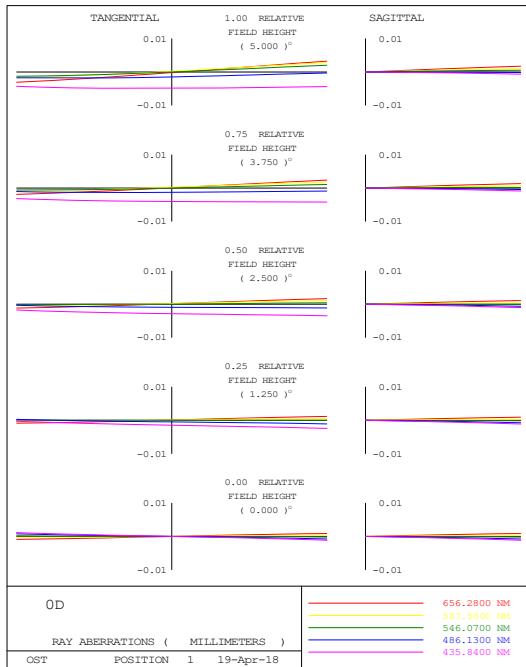 TANGENTIAL 1.00 RELATIVE SAGITTAL
FIELD HEIGHT
( 5.000 )°
0.01 0.01
-0.01 -0.01
0.75 RELATIVE
FIELD HEIGHT
( 3.750 )°
0.01 0.01
-0.01 -0.01
0.50 RELATIVE
FIELD HEIGHT
( 2.500 )°
0.01 0.01
-0.01 -0.01
0.25 RELATIVE
FIELD HEIGHT
( 1.250 )°
0.01 0.01
-0.01 -0.01
0.00 RELATIVE
FIELD HEIGHT
( 0.000 )°
0.01 0.01
-0.01 -0.01
0D
RAY ABERRATIONS ( MILLIMETERS )
OST POSITION 1 19-Apr-18
656.2800 NM
NM
546.0700 NM
486.1300 NM
435.8400 NM